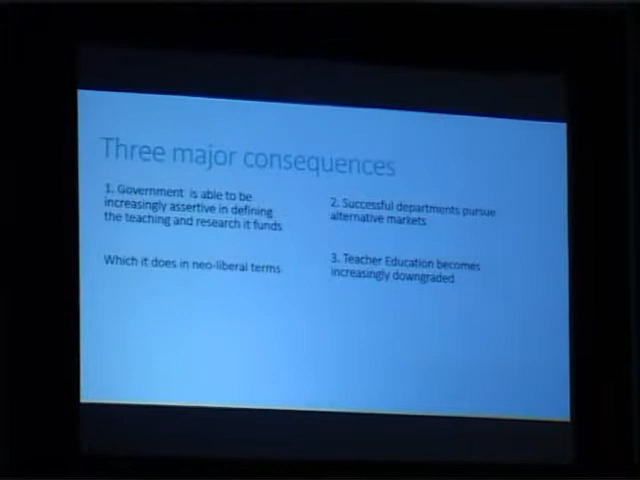 Three major consequences
1. Government is able to be
increasingly assertive in defining
the teaching and research it funds
Which it does in neo-liberal terms
2. Successful departments pursue
alternative markets
3. Teacher Education becomes
increasingly downgraded